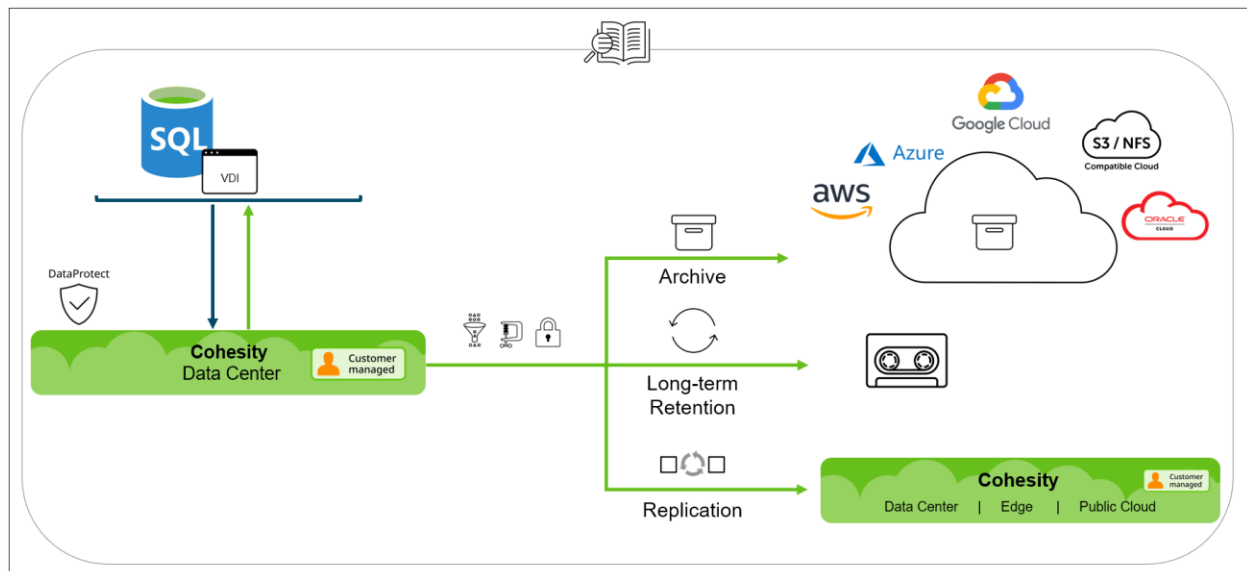 SQL
VDI
DataProtect
Cohesity
Data Center
Customer
managed
Archive
Long-term
Retention
Replication
Google Cloud
Azure
aws
S3 / NFS
Compatible Cloud
ORACLE
CLOUD
Cohesity
Customer
managed
Data Center | Edge | Public Cloud